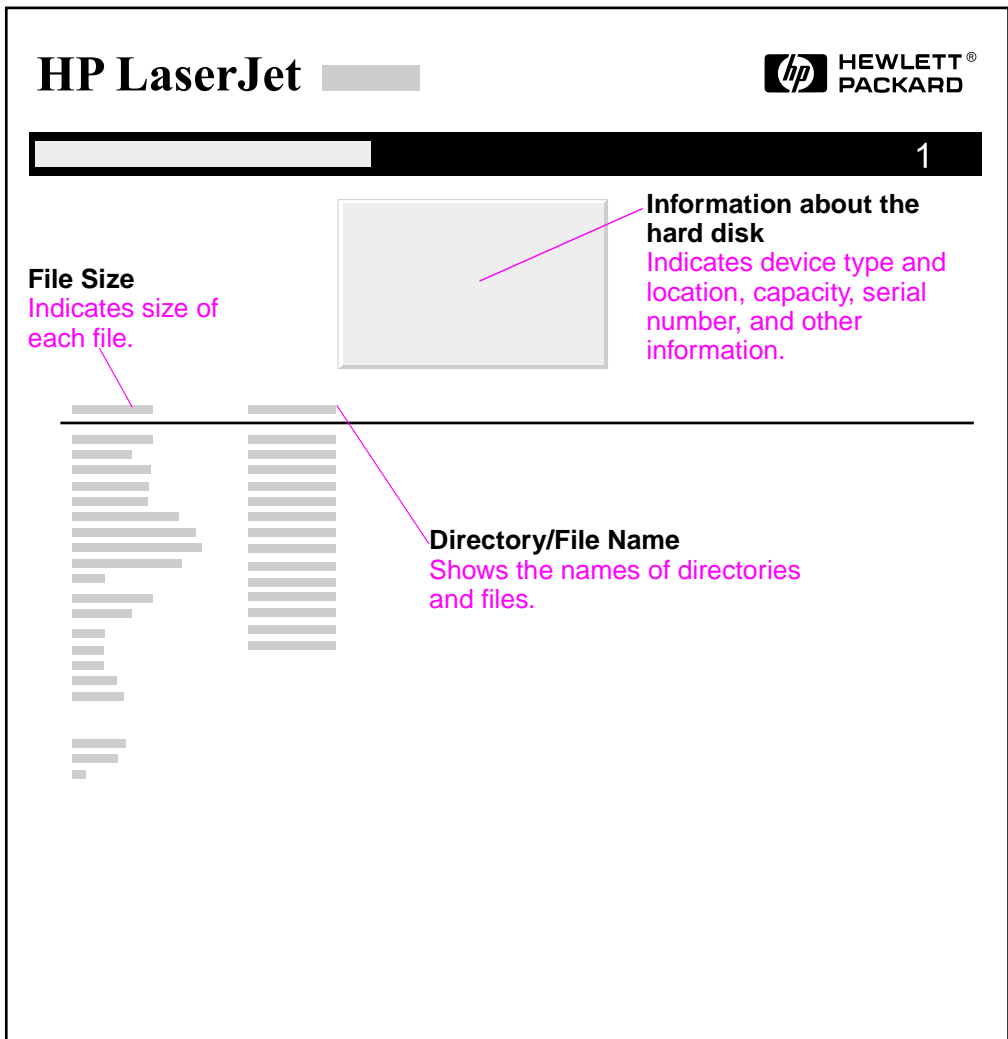 HP LaserJet
hp HEWLETT®
PACKARD
1
Information about the
hard disk
Indicates device type and
location, capacity, serial
number, and other
information.
File Size
Indicates size of
each file.
Directory/File Name
Shows the names of directories
and files.